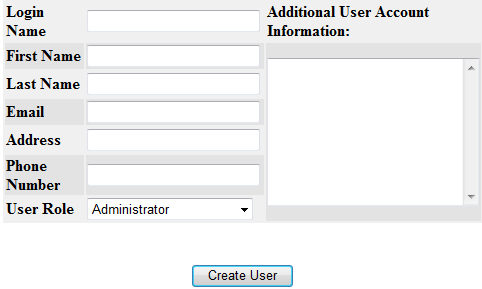 Login
Name
First Name
Last Name
Email
Address
Phone
Number
User Role
Administrator
Additional User Account
Information:
Create User